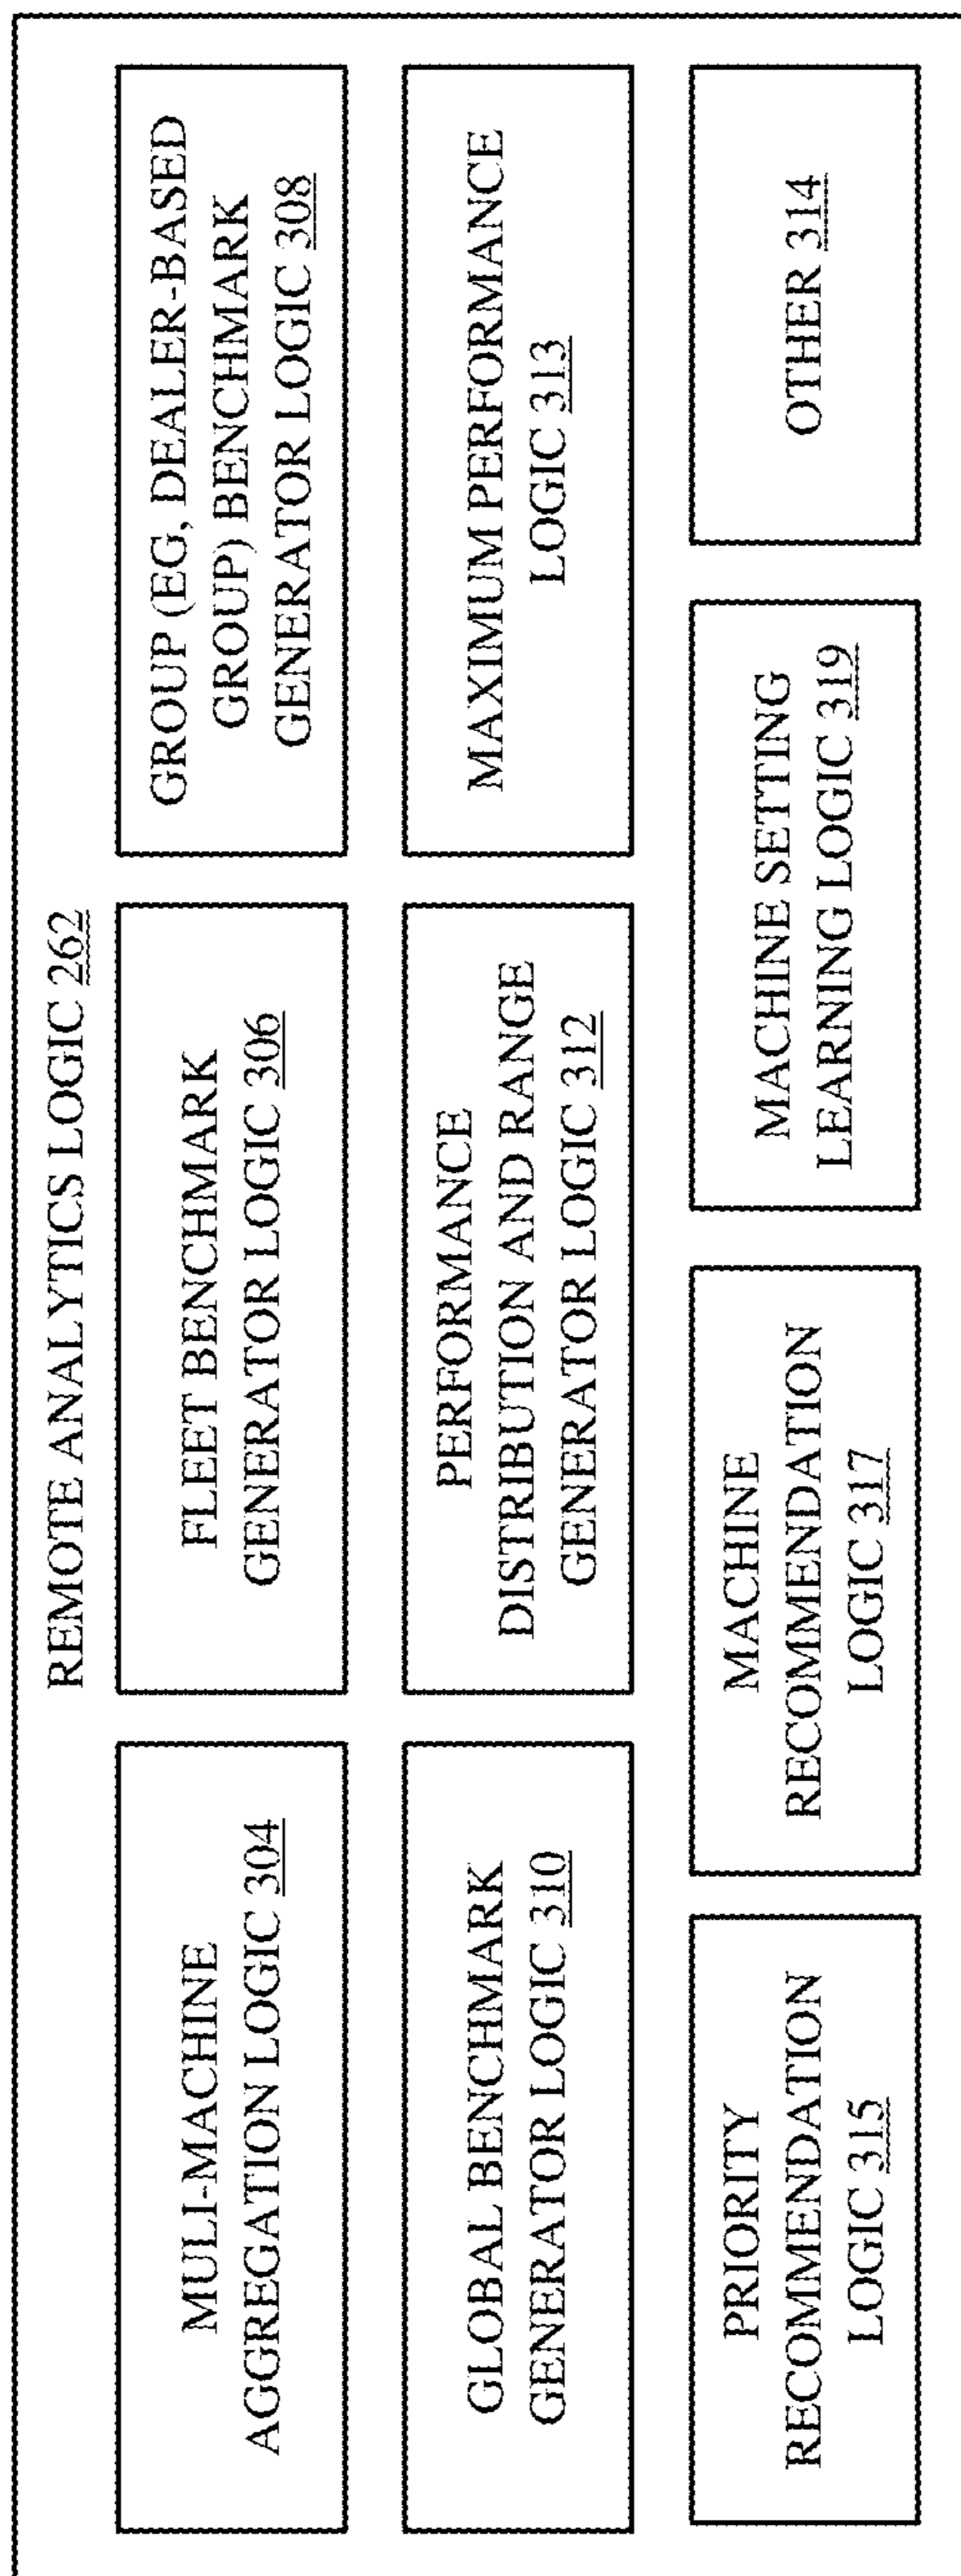 REMOTE ANALYTICS LOGIC 262
MULI-MACHINE
AGGREGATION LOGIC 304
FLEET BENCHMARK
GENERATOR LOGIC 306
GROUP (EG, DEALER-BASED
GROUP) BENCHMARK
GENERATOR LOGIC 308
GLOBAL BENCHMARK
GENERATOR LOGIC 310
PERFORMANCE
DISTRIBUTION AND RANGE
GENERATOR LOGIC 312
MAXIMUM PERFORMANCE
LOGIC 313
PRIORITY
RECOMMENDATION
LOGIC 315
MACHINE
RECOMMENDATION
LOGIC 317
MACHINE SETTING
LEARNING LOGIC 319
OTHER 314